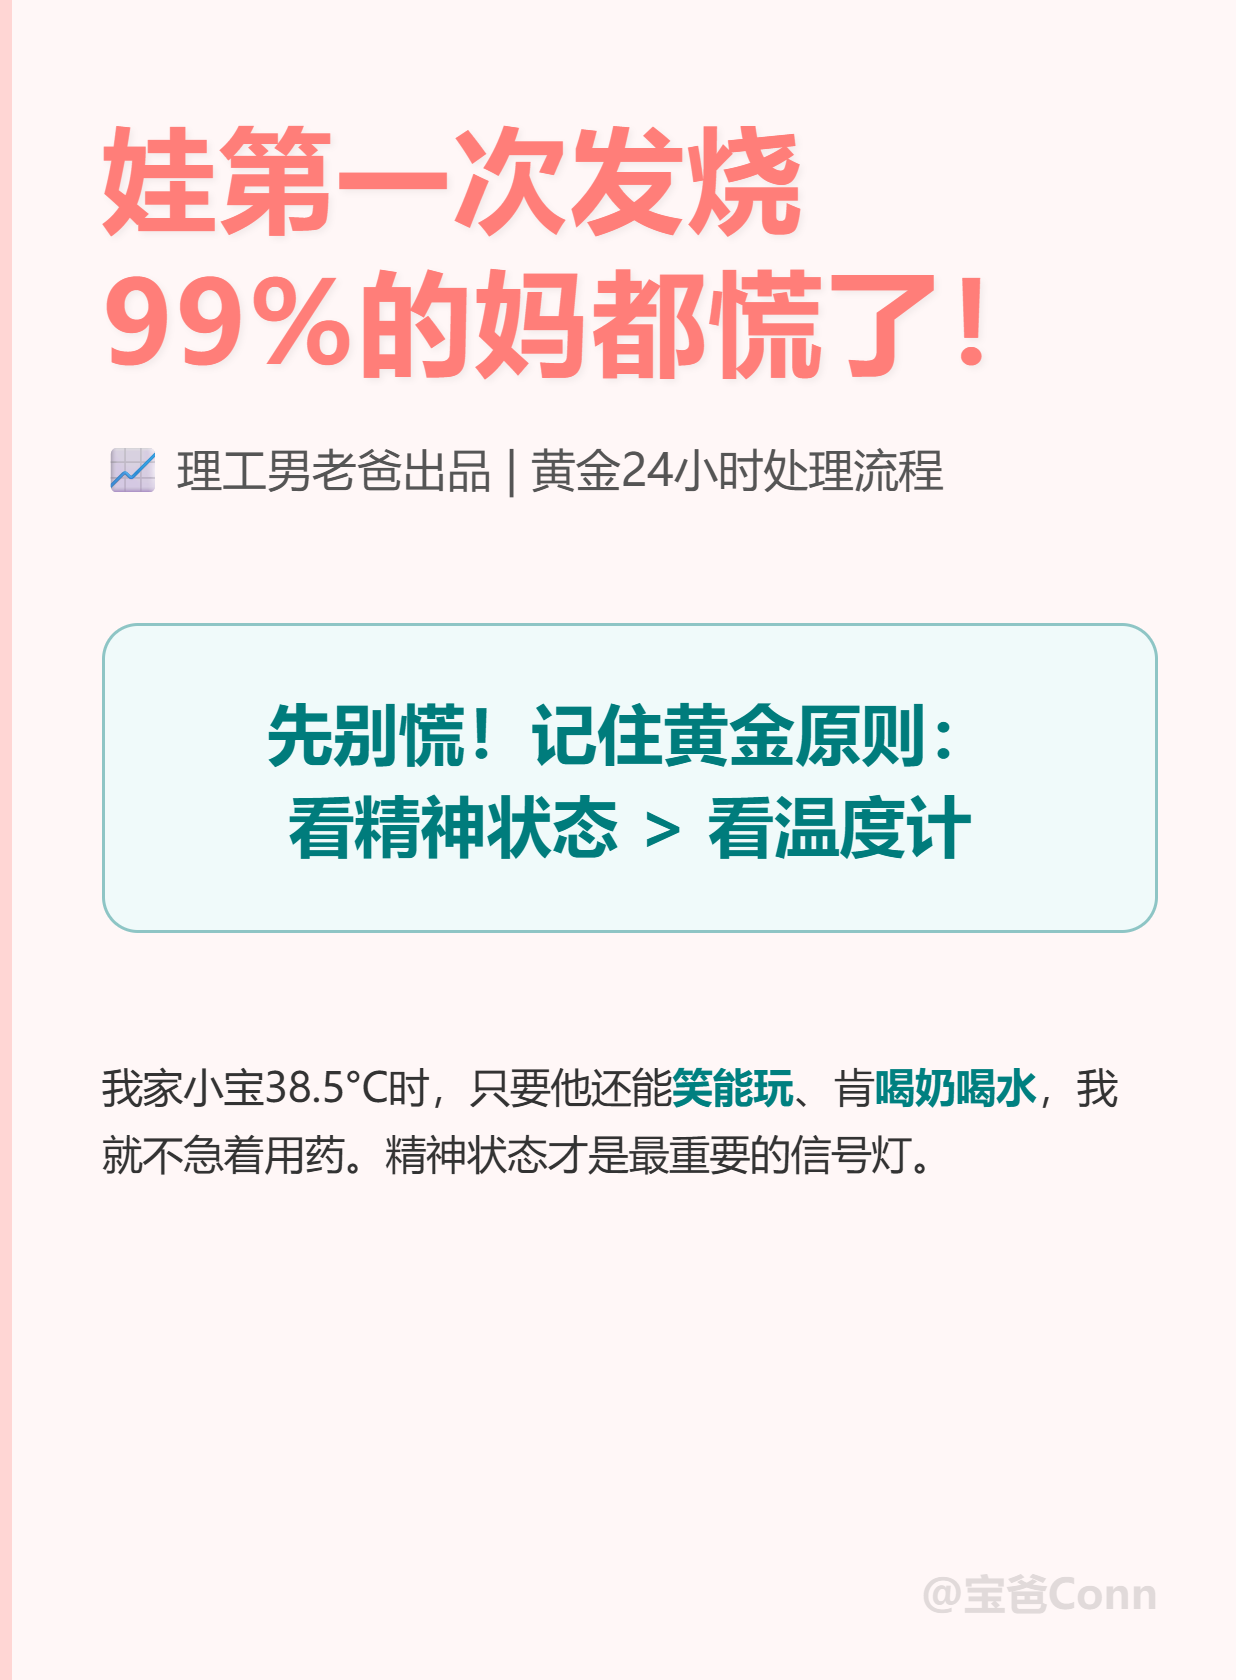 娃第一次发烧
99%的妈都慌了！
理工男老爸出品 | 黄金24小时处理流程
先别慌！记住黄金原则：
看精神状态 > 看温度计
我家小宝38.5°C时，只要他还能笑能玩、肯喝奶喝水，我
就不急着用药。精神状态才是最重要的信号灯。
@宝爸Conn